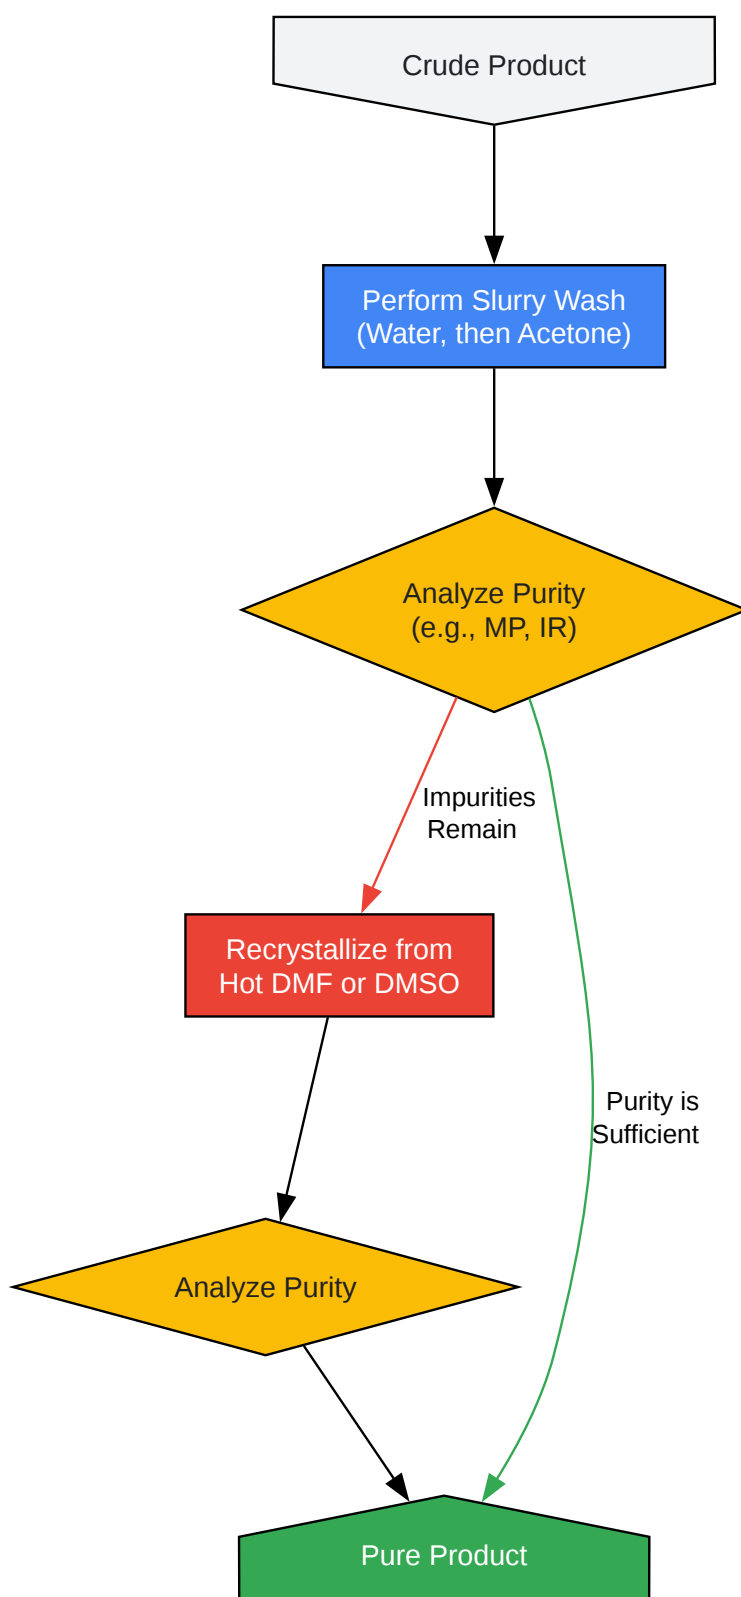 Crude Product
Perform Slurry Wash
(Water, then Acetone)
Analyze Purity
(e.g., MP, IR)
Impurities
Remain
Recrystallize from
Hot DMF or DMSO
Purity is
Sufficient
Analyze Purity
Pure Product